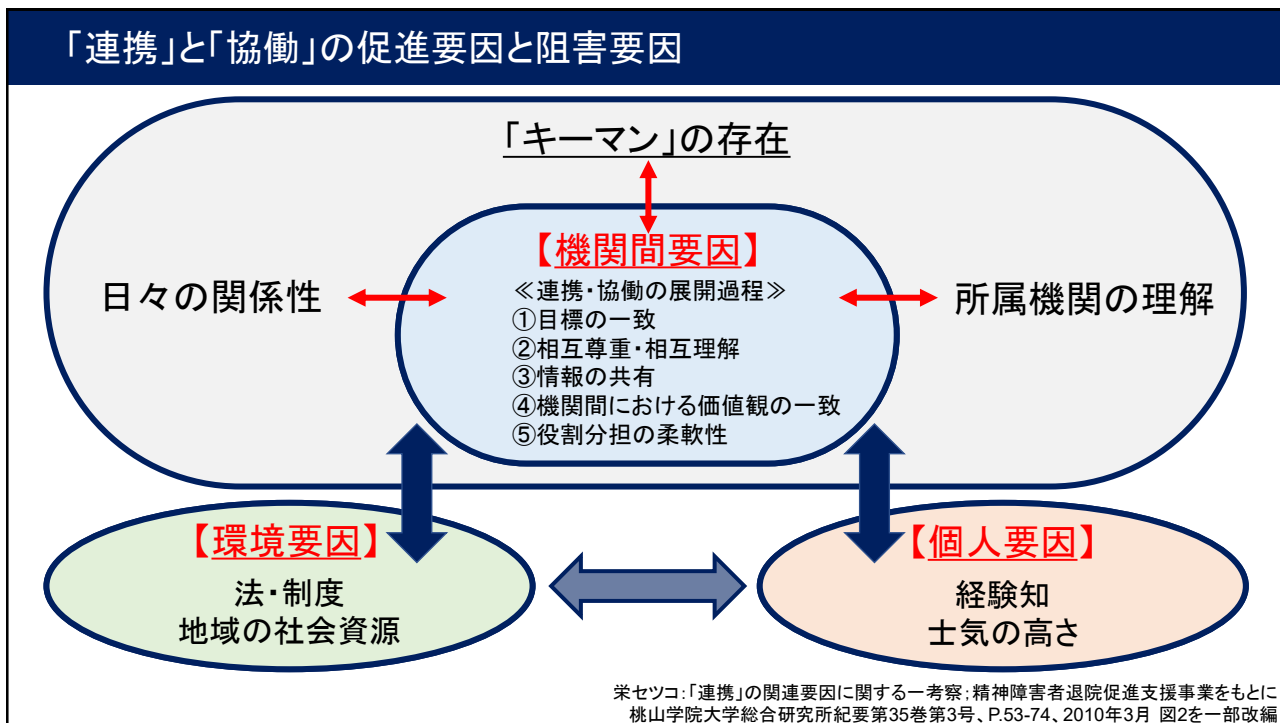 「連携」と「協働」の促進要因と阻害要因
「キーマン」の存在
【機関間要因】
日々の関係性
≪連携・協働の展開過程≫
①目標の一致
②相互尊重・相互理解
③情報の共有
④機関間における価値観の一致
⑤役割分担の柔軟性
所属機関の理解
【環境要因】
法・制度
地域の社会資源
【個人要因】
経験知
士気の高さ
栄セツコ：「連携」の関連要因に関する一考察；精神障害者退院促進支援事業をもとに
桃山学院大学総合研究所紀要第35巻第3号、P.53-74、2010年3月 図2を一部改編